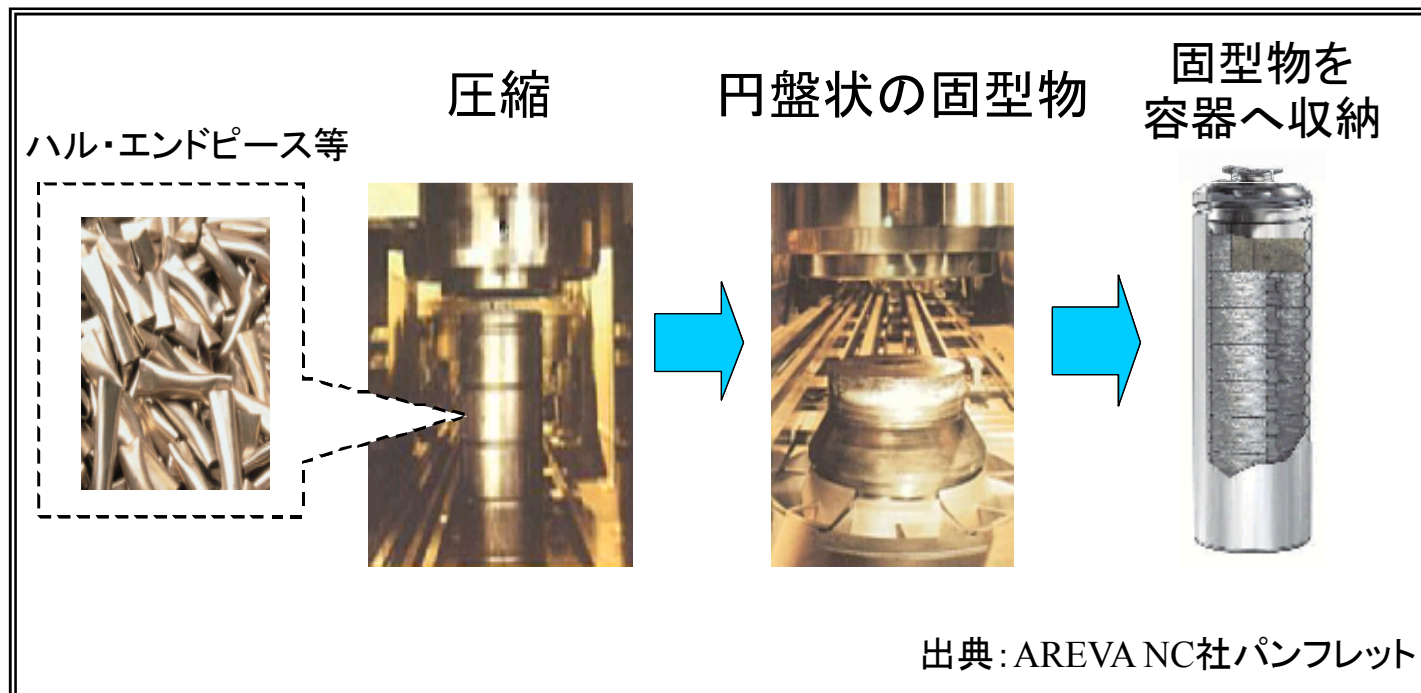 ハル・エンドピース等
圧縮
円盤状の固型物
固型物を
容器へ収納
出典：AREVA NC社パンフレット